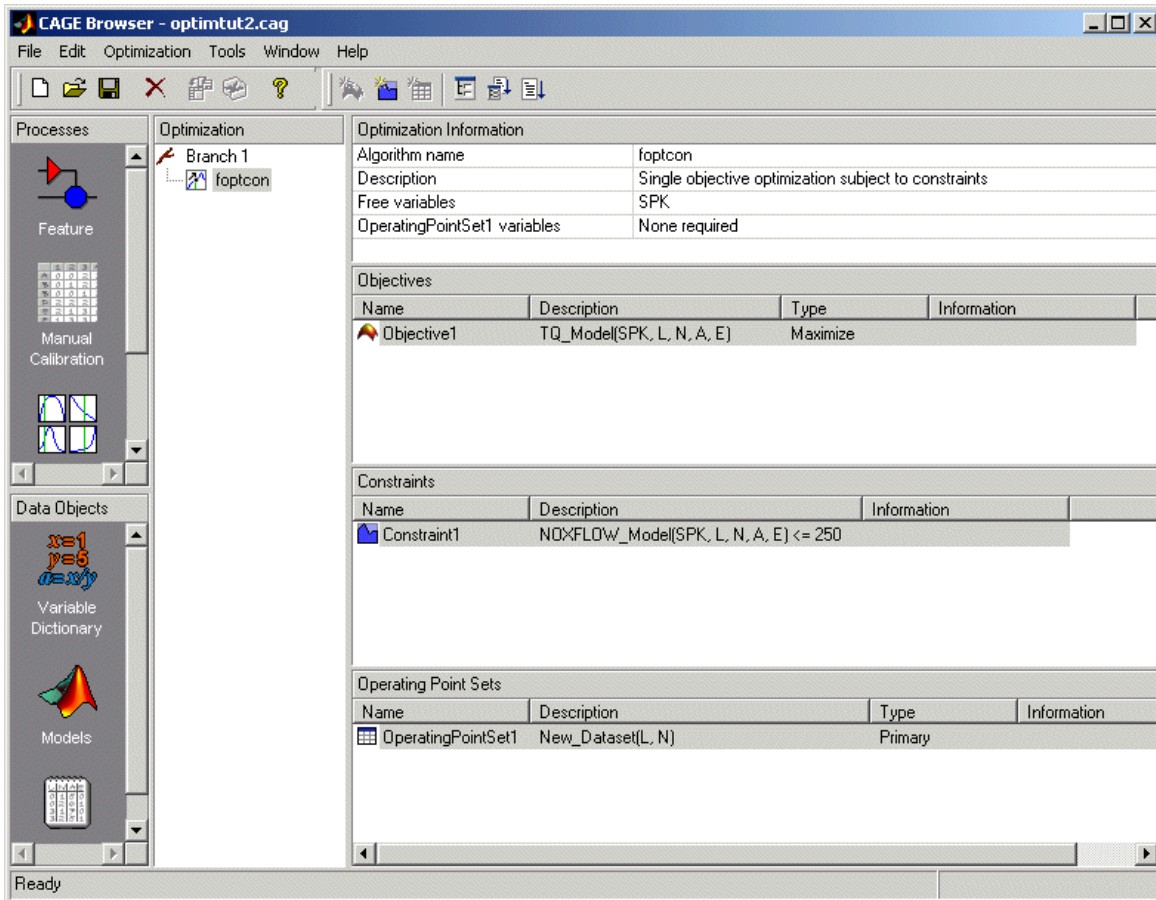 CAGE Browser - optimtut2.cag
File Edit Optimization Tools Window Help
Processes
Feature
Manual
Calibration
Data Objects
x=1
y=5
a=x/y
Variable
Dictionary
Models
Optimization
Branch 1
foptcon
Optimization Information
Algorithm name foptcon
Description Single objective optimization subject to constraints
Free variables SPK
OperatingPointSet1 variables None required
Objectives
Name Description Type Information
Objective1 TQ_Model(SPK, L, N, A, E) Maximize
Constraints
Name Description Information
Constraint1 NOXFLOW_Model(SPK, L, N, A, E) <= 250
Operating Point Sets
Name Description Type Information
OperatingPointSet1 New_Dataset(L, N) Primary
Ready